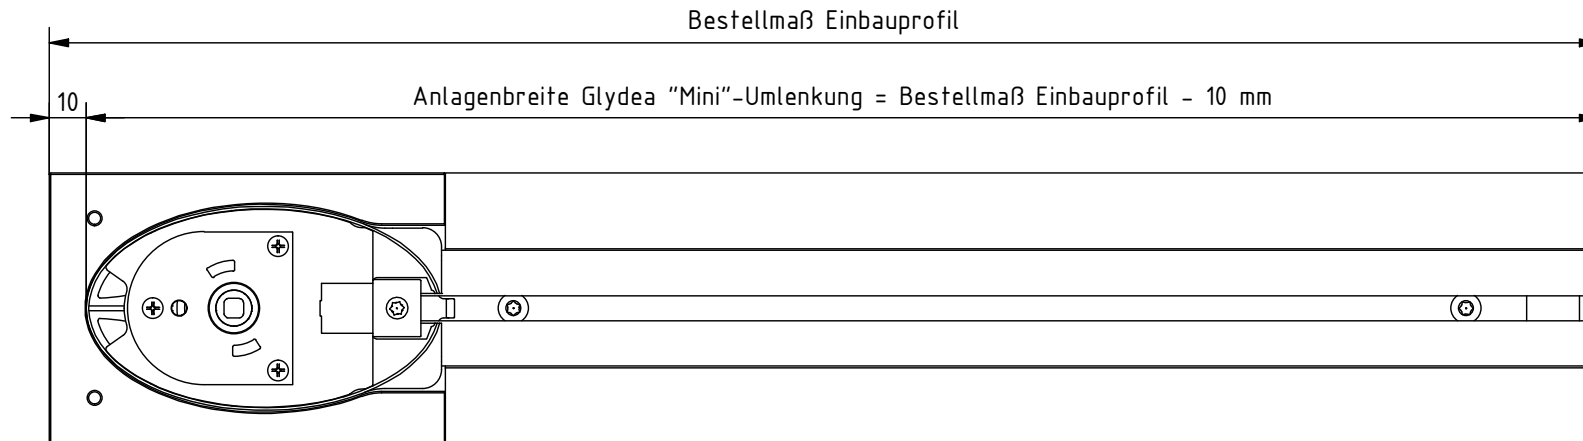 Bestellmaß Einbauprofil
10
Anlagenbreite Glydea "Mini"-Umlenkung = Bestellmaß Einbauprofil - 10 mm